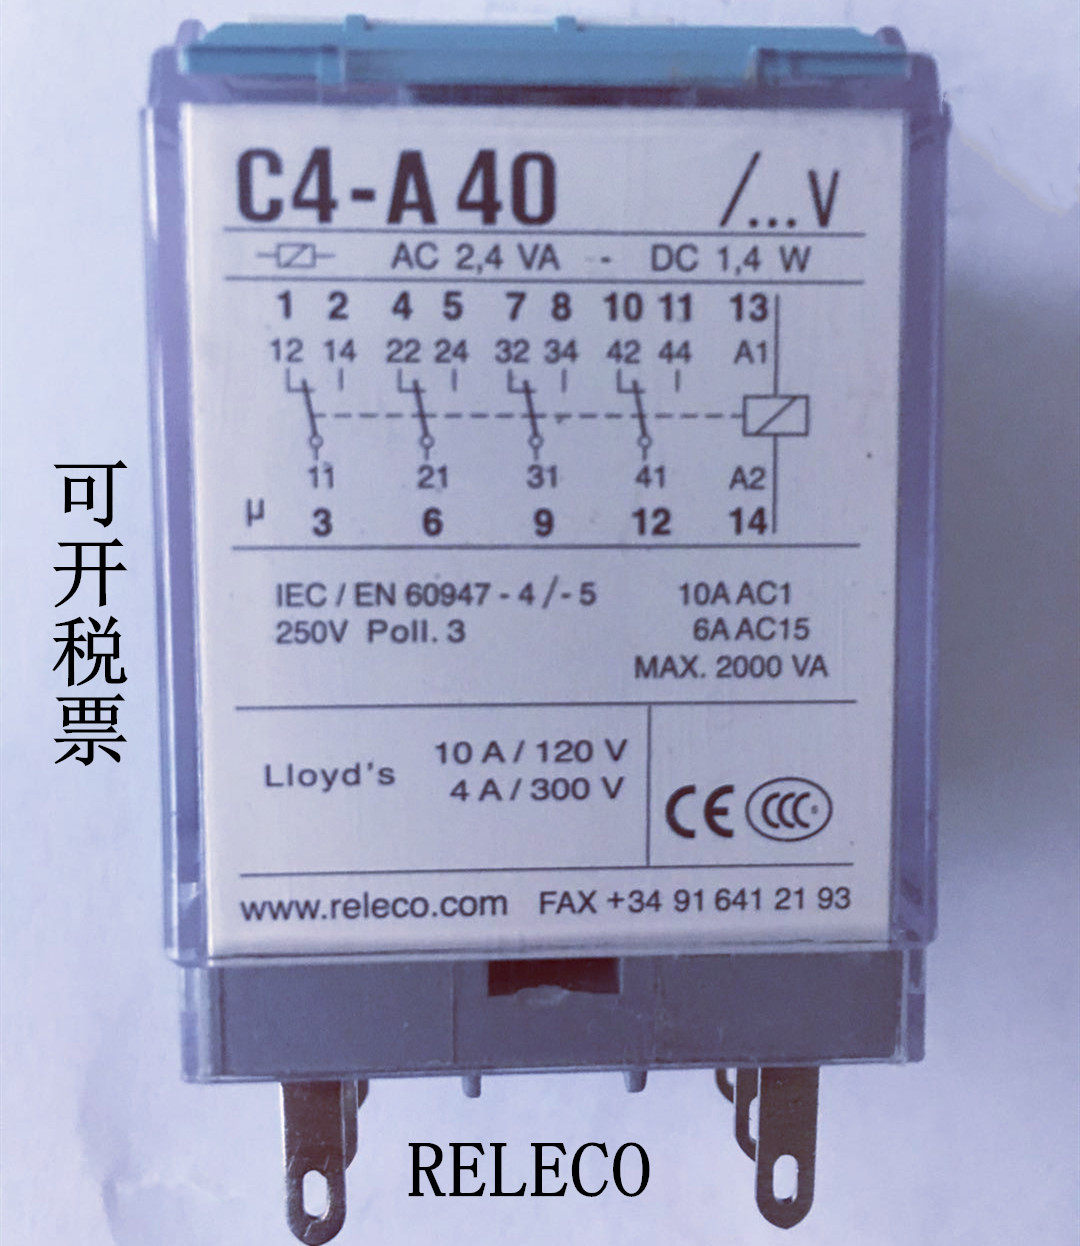 C4-A40 /...V
AC 2,4 VA - DC 1,4 W
1 2 4 5 7 8 10 11 13
12 14 22 24 32 34 42 44 A1
11 21 31 41 A2
μ 3 6 9 12 14
IEC / EN 60947 - 4 / - 5 10A AC1
250V Poll. 3 6A AC15
MAX. 2000 VA
Lloyd's 10 A / 120 V
4 A / 300 V
CE CCC
www.releco.com FAX +34 91 641 21 93
可开税票
RELECO